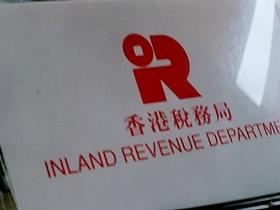 香港稅務局
INLAND REVENUE DEPARTME